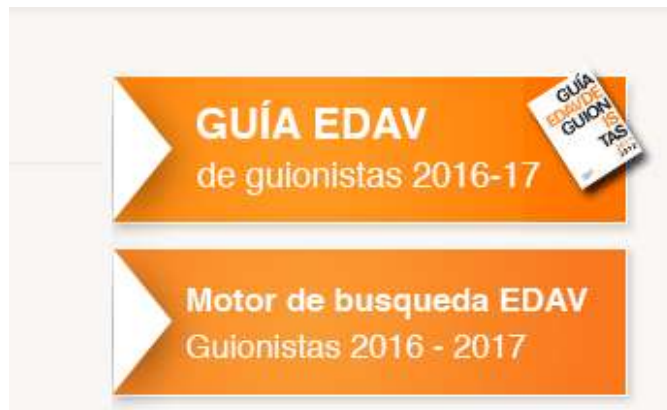 GUÍA EDAV
de guionistas 2016-17
GUÍA
EDAV DE
GUION
IS
TAS
Motor de busqueda EDAV
Guionistas 2016 - 2017